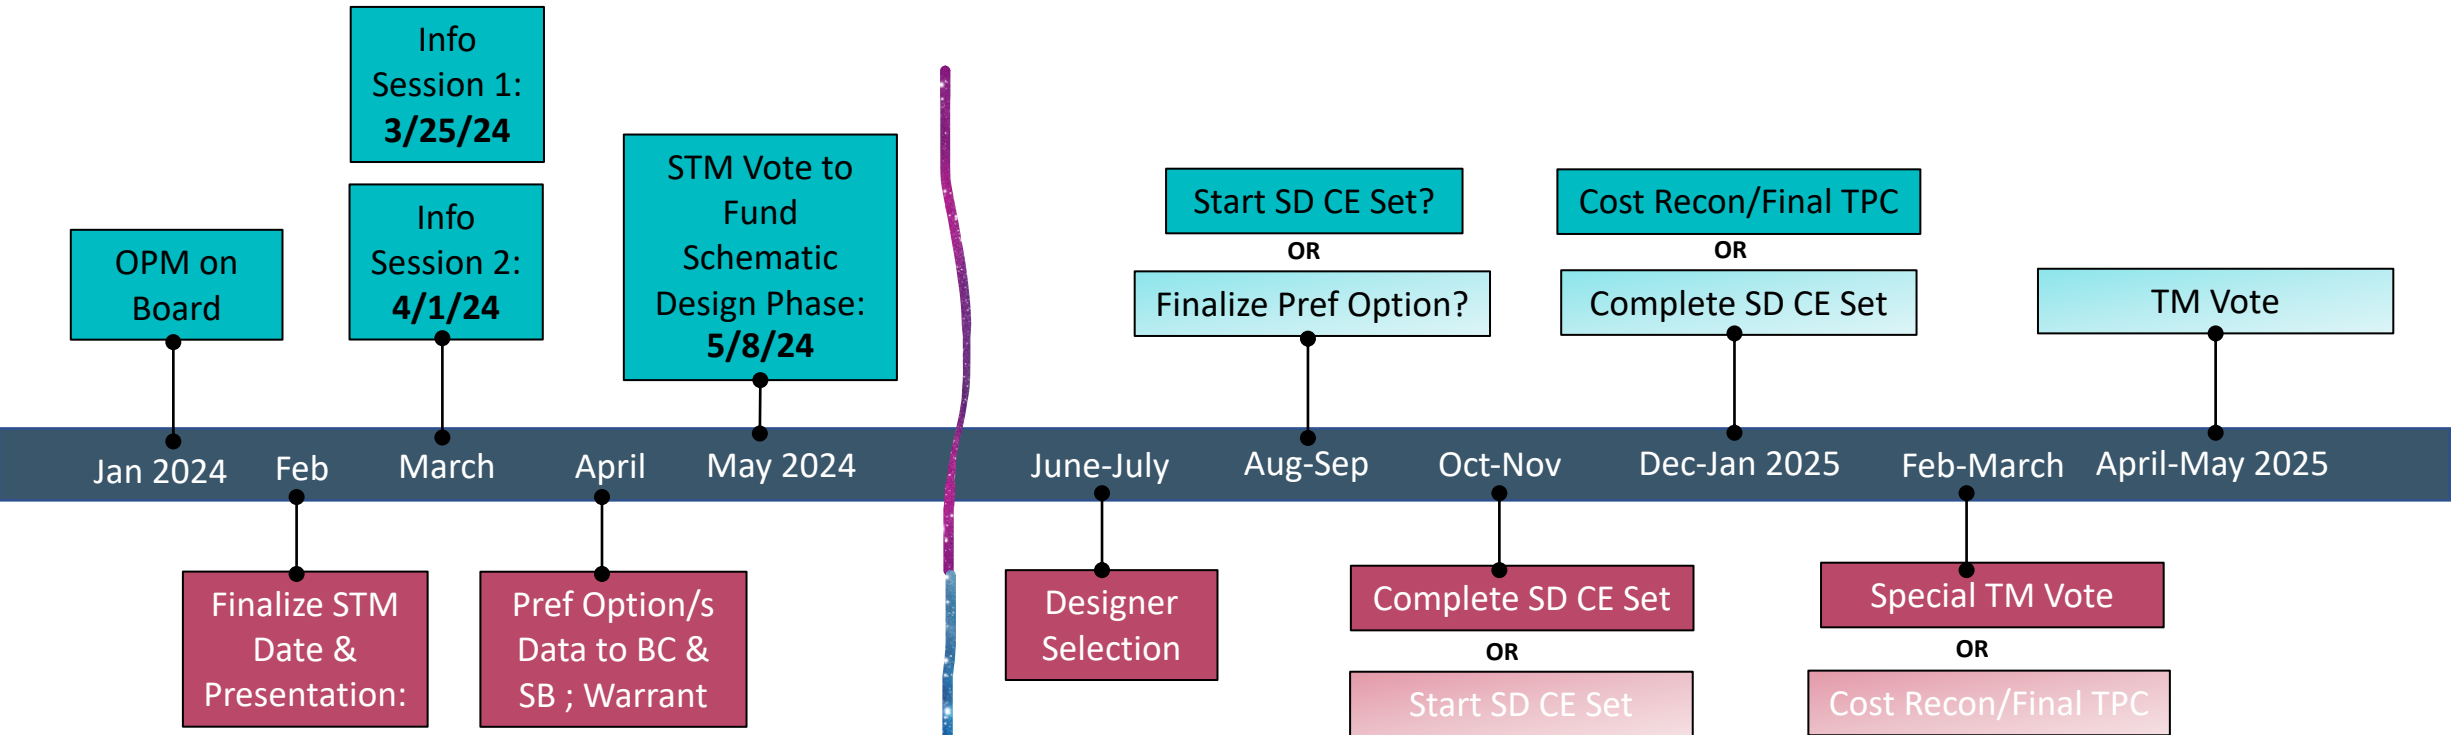 Info
Session 1:
3/25/24
Info
Session 2:
4/1/24
OPM on
Board
STM Vote to
Fund
Schematic
Design Phase:
5/8/24
Start SD CE Set?
OR
Finalize Pref Option?
Cost Recon/Final TPC
OR
Complete SD CE Set
TM Vote
Jan 2024
Feb
March
April
May 2024
June-July
Aug-Sep
Oct-Nov
Dec-Jan 2025
Feb-March
April-May 2025
Finalize STM
Date &
Presentation:
Pref Option/s
Data to BC &
SB ; Warrant
Designer
Selection
Complete SD CE Set
OR
Start SD CE Set
Special TM Vote
OR
Cost Recon/Final TPC